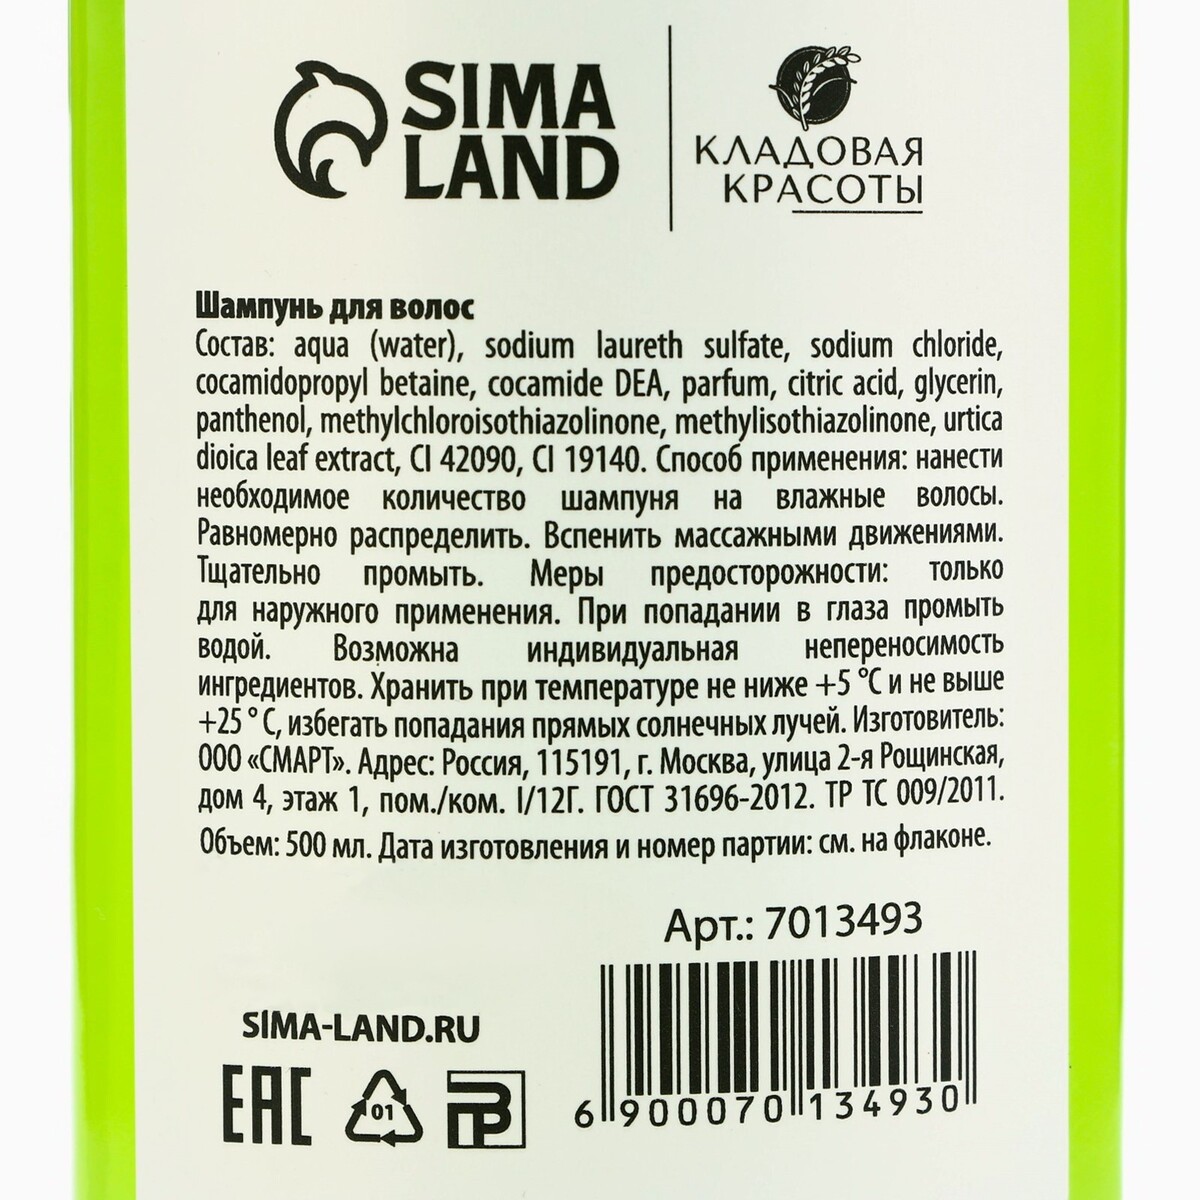 SIMA
LAND
КЛАДОВАЯ
КРАСОТЫ
Шампунь для волос
Состав: aqua (water), sodium laureth sulfate, sodium chloride,
cocamidopropyl betaine, cocamide DEA, parfum, citric acid, glycerin,
panthenol, methylchloroisothiazolinone, methylisothiazolinone, urtica
dioica leaf extract, CI 42090, CI 19140. Способ применения: нанести
необходимое количество шампуня на влажные волосы.
Равномерно распределить. Вспенить массажными движениями.
Тщательно промыть. Меры предосторожности: только
для наружного применения. При попадании в глаза промыть
водой. Возможна индивидуальная непереносимость
ингредиентов. Хранить при температуре не ниже +5 °C и не выше
+25 ° C, избегать попадания прямых солнечных лучей. Изготовитель:
ООО «СМАРТ». Адрес: Россия, 115191, г. Москва, улица 2-я Рощинская,
дом 4, этаж 1, пом./ком. I/12Г. ГОСТ 31696-2012. ТР ТС 009/2011.
Объем: 500 мл. Дата изготовления и номер партии: см. на флаконе.
Арт.: 7013493
SIMA-LAND.RU
EAC
01
6 900070 134930